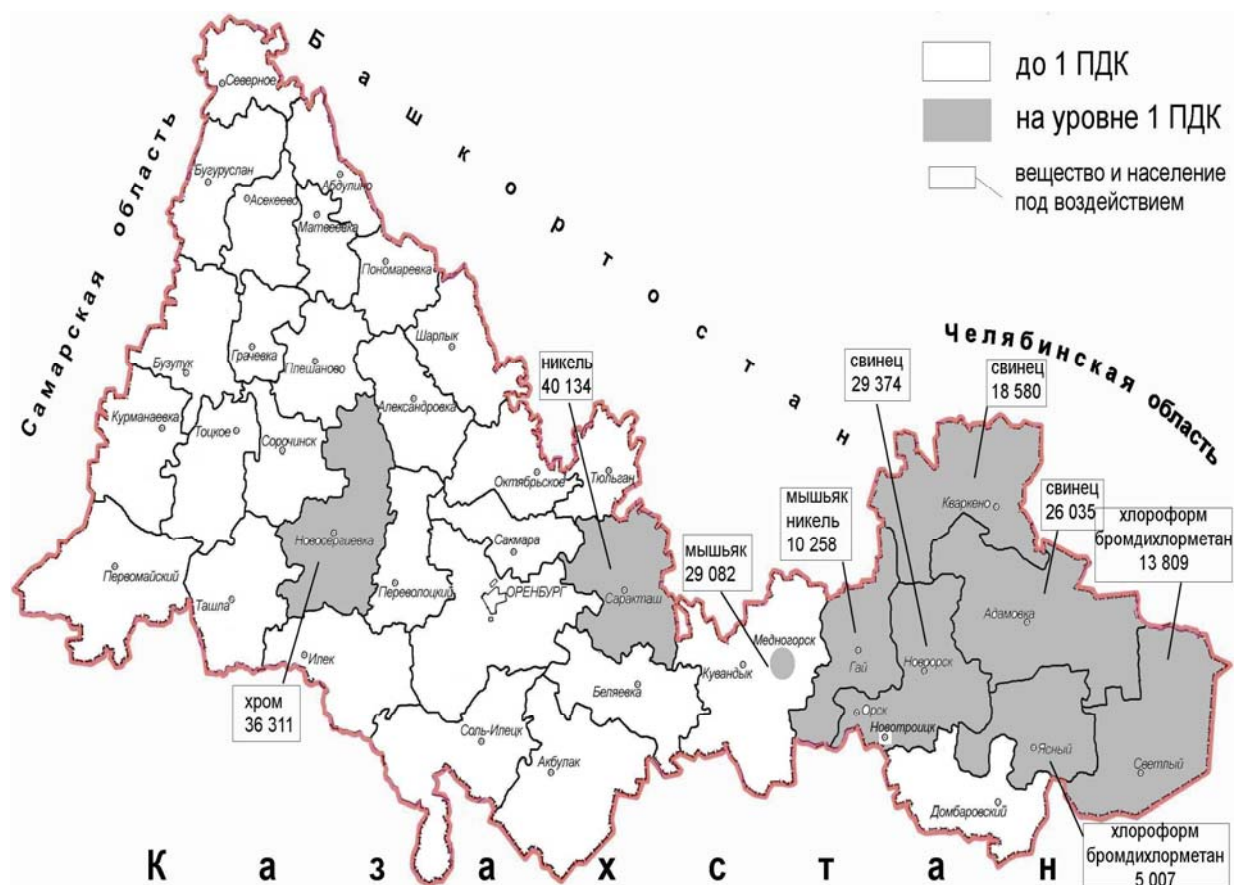 до 1 ПДК
на уровне 1 ПДК
вещество и население
под воздействием
Башкортостан
Самарская область
Челябинская область
Казахстан
Северное
Бугуруслан
Абдулино
Асекеево
Матвеевка
Пономаревка
Шарлык
Грачевка
Плешаново
Бузулук
Александровка
Курманаевка
Тоцкое
Сорочинск
Октябрьское
Тюльган
Новосергиевка
Сакмара
Первомайский
Ташла
Переволоцкий
ОРЕНБУРГ
Саракташ
Илек
Беляевка
Соль-Илецк
Акбулак
Кувандык
Медногорск
Гай
Новоорск
Орск
Новотроицк
Кваркено
Адамовка
Ясный
Светлый
Домбаровский
никель
40 134
свинец
29 374
свинец
18 580
мышьяк
никель
10 258
свинец
26 035
хлороформ
бромдихлорметан
13 809
мышьяк
29 082
хром
36 311
хлороформ
бромдихлорметан
5 007